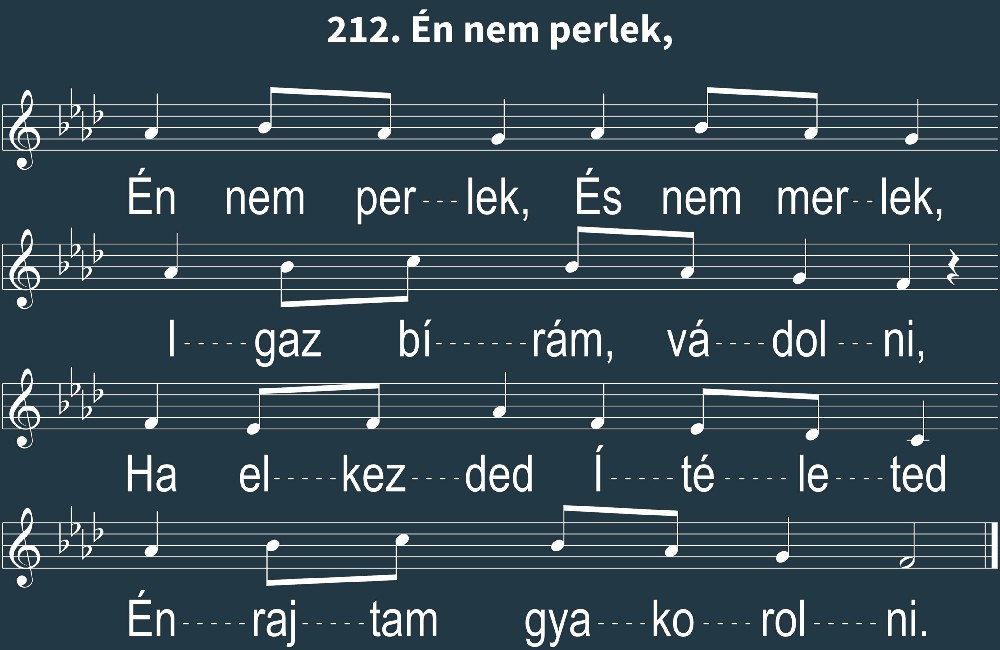 212. Én nem perlek,
Én nem per---lek, És nem mer--lek,
I-----gaz bí-------rám, vá----dol---ni,
Ha el-----kez----ded Í-----té------le----ted
Én-----raj-----tam gya----ko----rol-----ni.